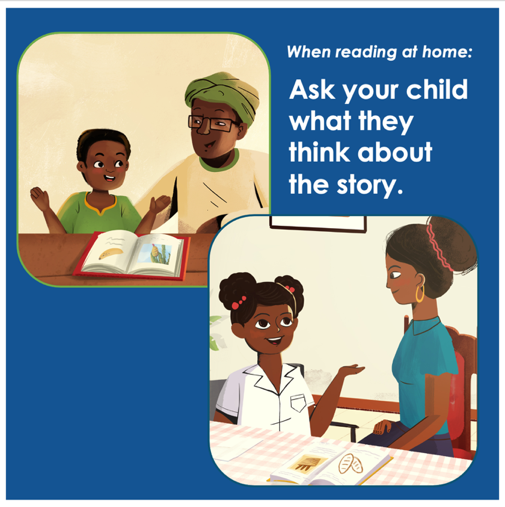 When reading at home:
Ask your child
what they
think about
the story.